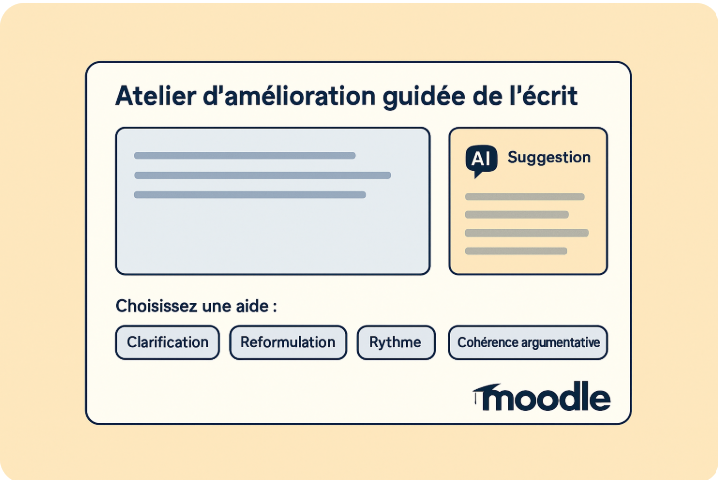 Atelier d'amélioration guidée de l'écrit
AI Suggestion
Choisissez une aide :
Clarification Reformulation Rythme Cohérence argumentative
moodle